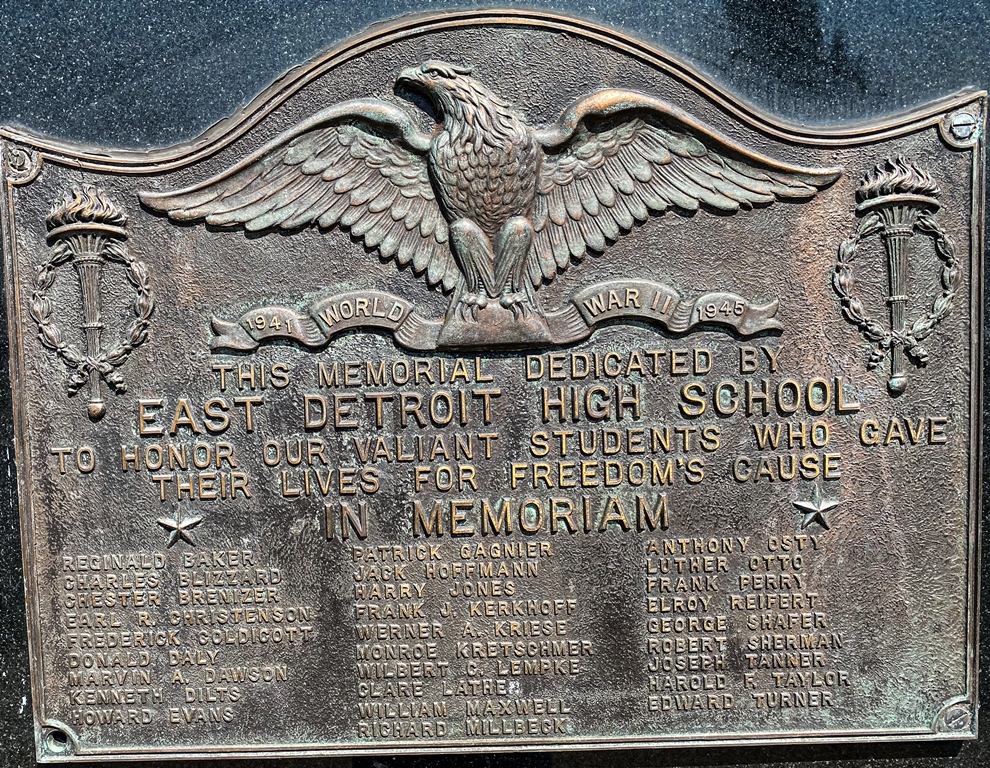 1941 WORLD WAR II 1945
THIS MEMORIAL DEDICATED BY
EAST DETROIT HIGH SCHOOL
TO HONOR OUR VALIANT STUDENTS WHO GAVE
THEIR LIVES FOR FREEDOM'S CAUSE
IN MEMORIAM
REGINALD BAKER
CHARLES BLIZZARD
CHESTER BRENIZER
EARL R. CHRISTENSON
FREDERICK COLDICOTT
DONALD DALY
MARVIN A. DAWSON
KENNETH DILTS
HOWARD EVANS
PATRICK GAGNIER
JACK HOFFMANN
HARRY JONES
FRANK J. KERKHOFF
WERNER A. KRIESE
MONROE KRETSCHMER
WILBERT C. LEMPKE
CLARE LATHE
WILLIAM MAXWELL
RICHARD MILLBECK
ANTHONY OSTY
LUTHER OTTO
FRANK PERRY
ELROY REIFERT
GEORGE SHAFER
ROBERT SHERMAN
JOSEPH TANNER
HAROLD F. TAYLOR
EDWARD TURNER